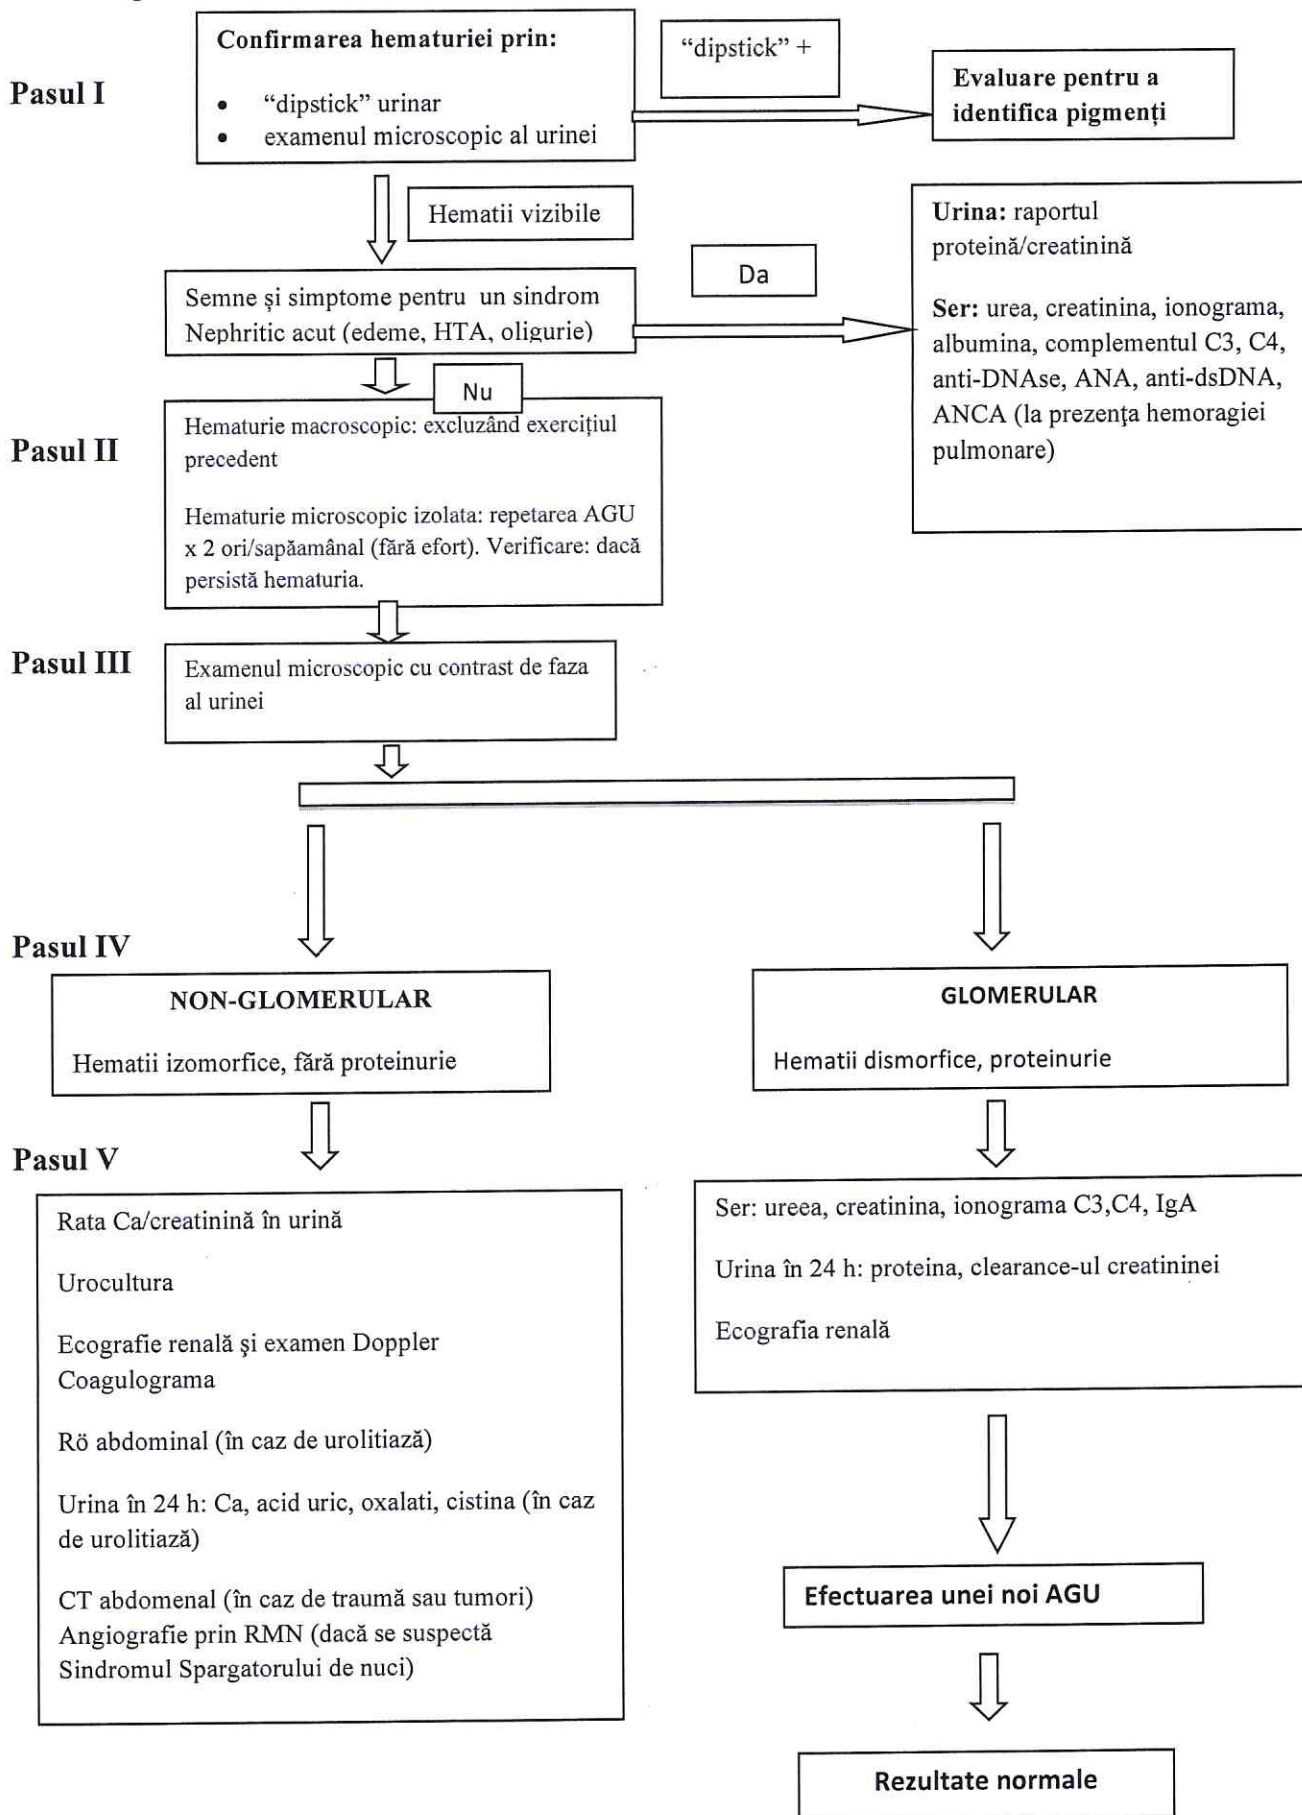 Pasul I
Confirmarea hematuriei prin:
• "dipstick" urinar
• examenul microscopic al urinei
"dipstick" +
Evaluare pentru a
identifica pigmenți
Hematii vizibile
Semne și simptome pentru un sindrom
Nephritic acut (edeme, HTA, oligurie)
Da
Urina: raportul
proteină/creatinină
Ser: urea, creatinina, ionograma,
albumina, complementul C3, C4,
anti-DNAse, ANA, anti-dsDNA,
ANCA (la prezența hemoragiei
pulmonare)
Nu
Pasul II
Hematurie macroscopic: excluzând exercițiul
precedent
Hematurie microscopic izolata: repetarea AGU
x 2 ori/sapăamânal (fără efort). Verificare: dacă
persistă hematuria.
Pasul III
Examenul microscopic cu contrast de faza
al urinei
Pasul IV
NON-GLOMERULAR
Hematii izomorfice, fără proteinurie
GLOMERULAR
Hematii dismorfice, proteinurie
Pasul V
Rata Ca/creatinină în urină
Urocultura
Ecografie renală şi examen Doppler
Coagulograma
Rö abdominal (în caz de urolitiază)
Urina în 24 h: Ca, acid uric, oxalati, cistina (în caz
de urolitiază)
CT abdomenal (în caz de traumă sau tumori)
Angiografie prin RMN (dacă se suspectă
Sindromul Spargatorului de nuci)
Ser: ureea, creatinina, ionograma C3,C4, IgA
Urina în 24 h: proteina, clearance-ul creatininei
Ecografia renală
Efectuarea unei noi AGU
Rezultate normale